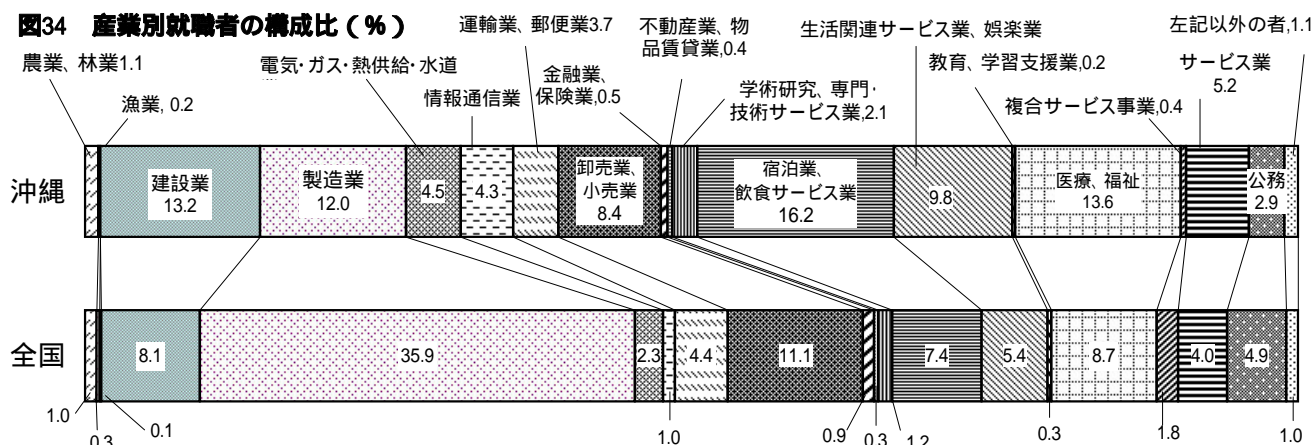 図34 産業別就職者の構成比（％）
農業、林業1.1
漁業, 0.2
電気・ガス・熱供給・水道
情報通信業
運輸業、郵便業3.7
金融業、
保険業,0.5
不動産業、物
品賃貸業,0.4
学術研究、専門・
技術サービス業,2.1
生活関連サービス業、娯楽業
教育、学習支援業,0.2
複合サービス事業,0.4
サービス業
5.2
左記以外の者,1.1
沖縄
建設業
13.2
製造業
12.0
4.5
4.3
卸売業、
小売業
8.4
宿泊業、
飲食サービス業
16.2
9.8
医療、福祉
13.6
公務
2.9
全国
8.1
35.9
2.3
4.4
11.1
7.4
5.4
8.7
4.0
4.9
1.0
0.3
0.1
1.0
0.9
0.3
1.2
0.3
1.8
1.0